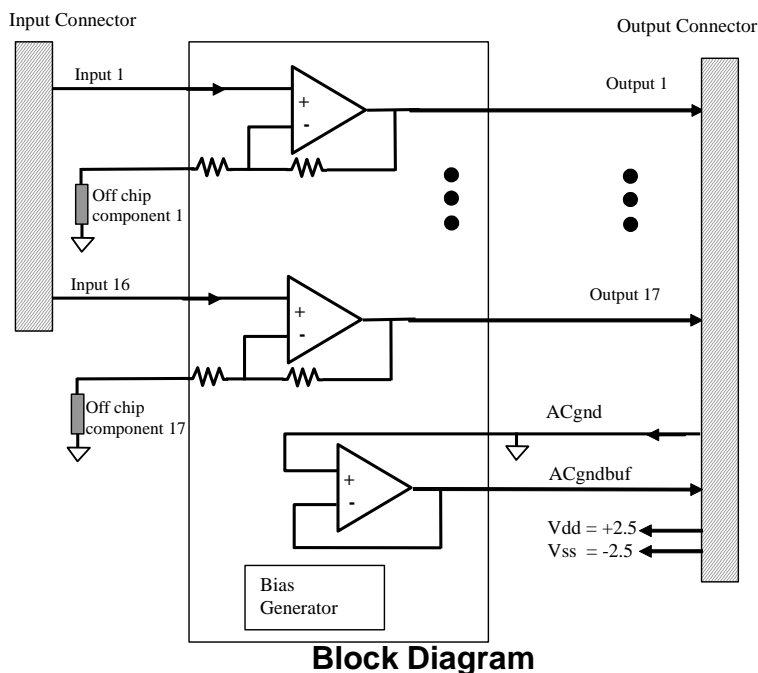 Input Connector
Output Connector
Input 1
Output 1
+
-
Off chip
component 1
Input 16
Output 17
+
-
Off chip
component 17
ACgnd
+
-
ACgndbuf
Vdd = +2.5
Vss = -2.5
Bias
Generator
Block Diagram